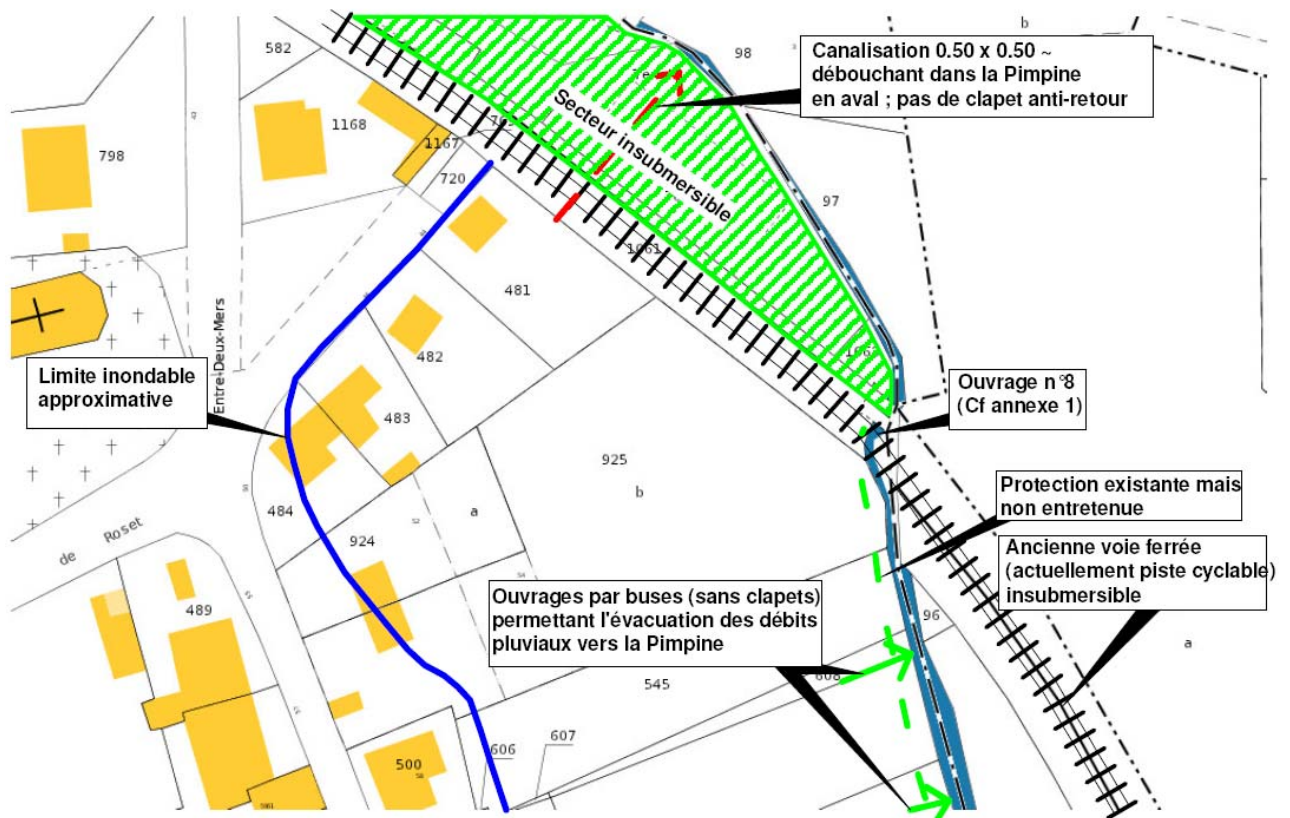 b
582
98
Canalisation 0.50 x 0.50 ~
débouchant dans la Pimpine
en aval ; pas de clapet anti-retour
1168
1167
798
720
Secteur insubmersible
97
1061
481
482
Entre-Deux-Mers
Limite inondable
approximative
483
Ouvrage n°8
(Cf annexe 1)
925
b
484
a
924
de Roset
Protection existante mais
non entretenue
Ancienne voie ferrée
(actuellement piste cyclable)
insubmersible
489
Ouvrages par buses (sans clapets)
permettant l'évacuation des débits
pluviaux vers la Pimpine
96
a
545
608
606
607
500